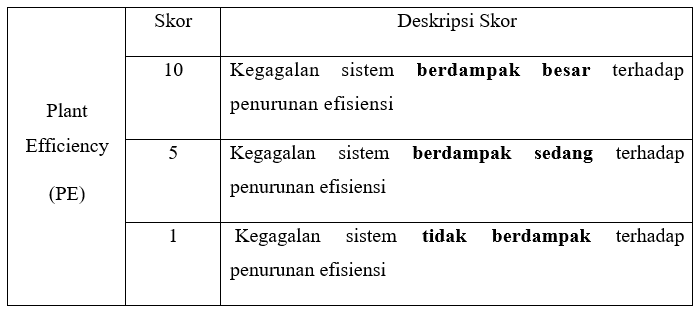 Plant
Efficiency
(PE)
Skor
Deskripsi Skor
10
Kegagalan sistem berdampak besar terhadap
penurunan efisiensi
5
Kegagalan sistem berdampak sedang terhadap
penurunan efisiensi
1
Kegagalan sistem tidak berdampak terhadap
penurunan efisiensi